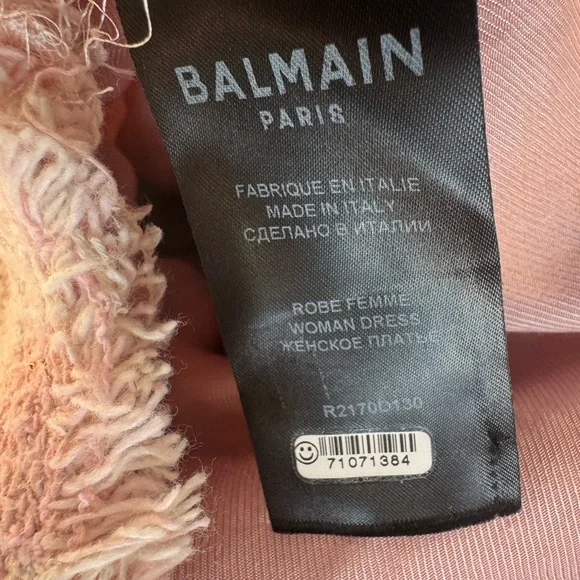 BALMAIN
PARIS
FABRIQUE EN ITALIE
MADE IN ITALY
СДЕЛАНО В ИТАЛИИ
ROBE FEMME
WOMAN DRESS
ЖЕНСКОЕ ПЛАТЬЕ
R2170D130
71071384